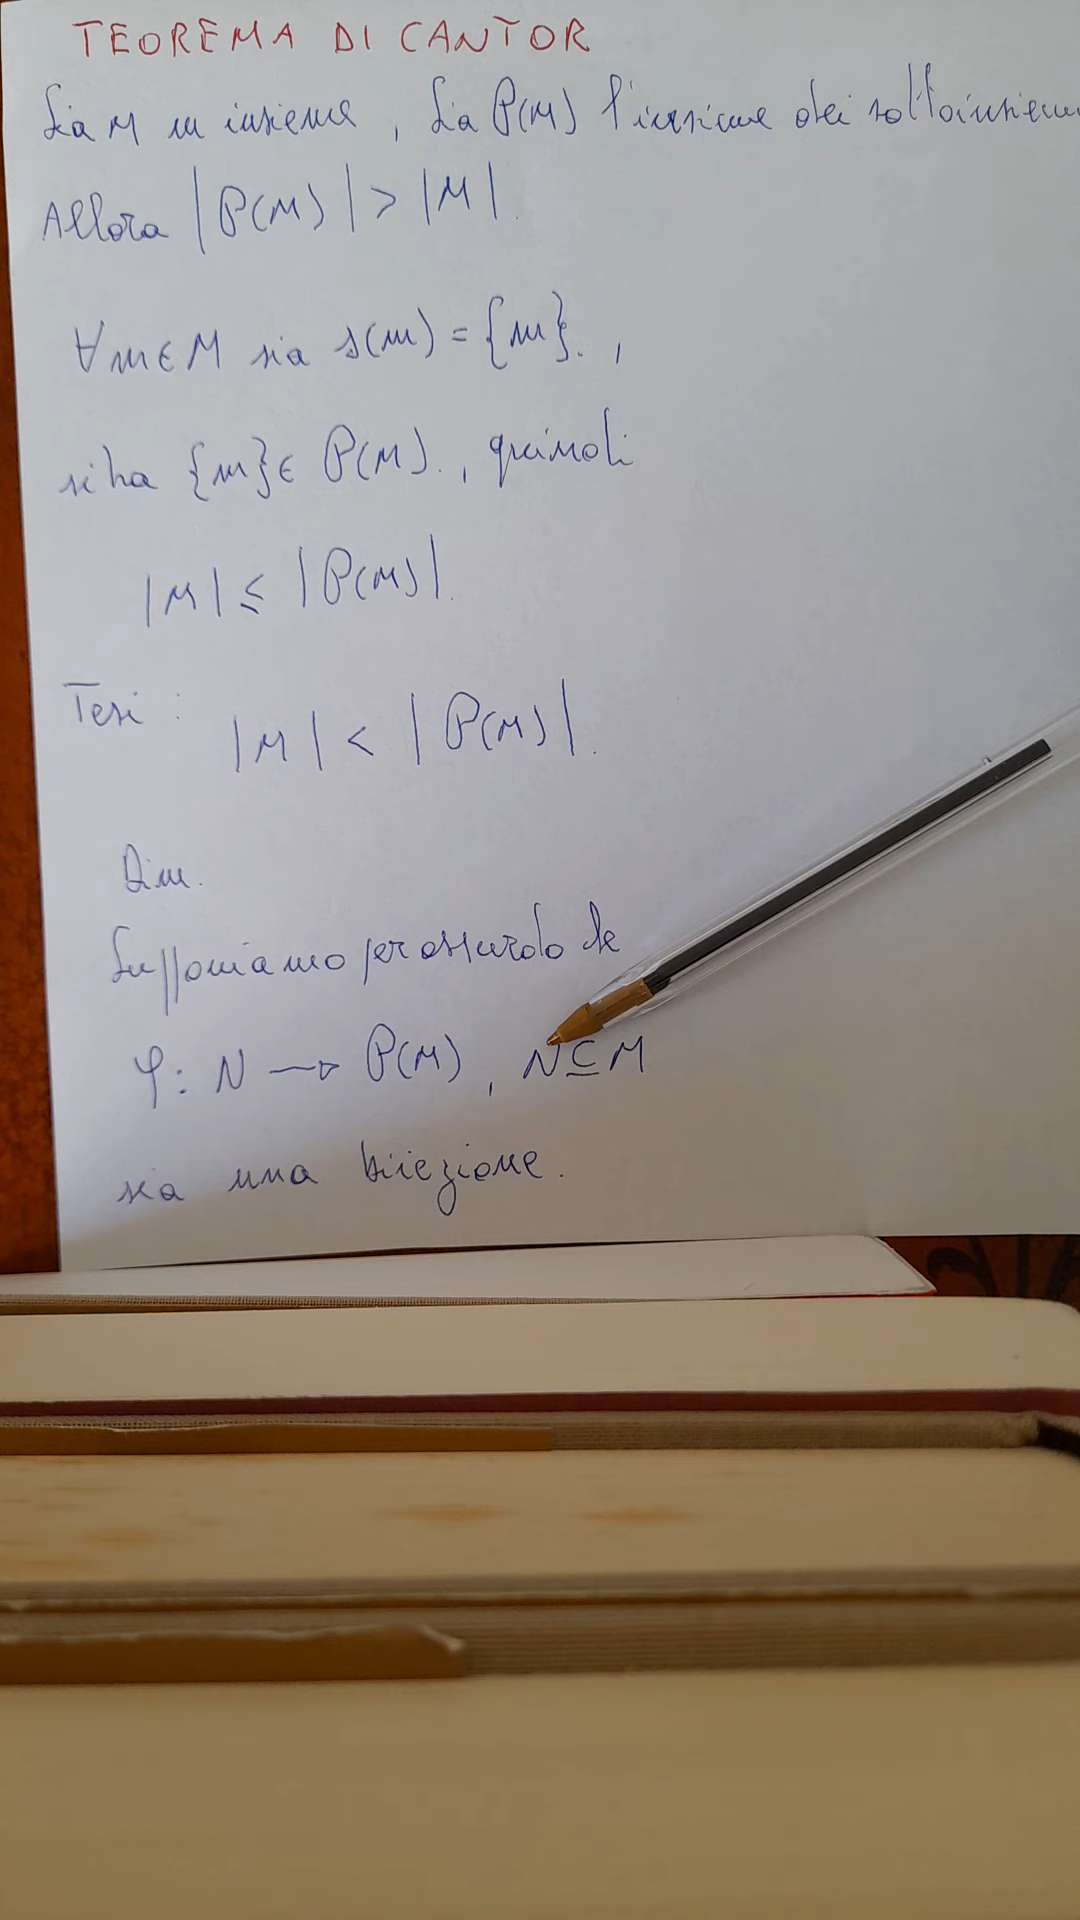 TEOREMA DI CANTOR
Sia M un insieme, Sia P(M) l'insieme dei sottoinsiem
Allora |P(M)| > |M|.
∀m∈M sia s(m) = {m}.,
si ha {m}∈ P(M)., quindi
|M| ≤ |P(M)|.
Tesi: |M| < |P(M)|.
Dim.
Supponiamo per assurdo che
φ: N → P(M), N⊆M
sia una biiezione.